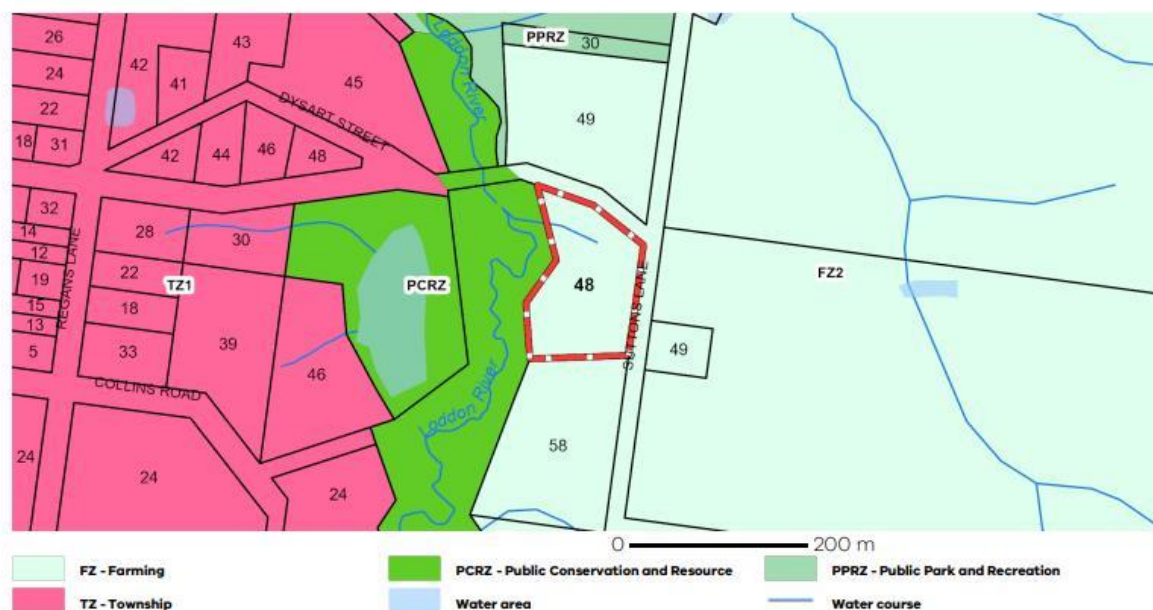 26
24
22
18
31
42
41
43
45
DYSART STREET
42
44
46
48
Loddon River
PPRZ
30
49
32
14
12
19
15
13
5
REGANS LANE
28
30
22
TZ1
18
33
39
46
COLLINS ROAD
PCRZ
Loddon River
48
SUTTONS LANE
49
FZ2
58
24
24
24
0 200 m
FZ - Farming
PCRZ - Public Conservation and Resource
PPRZ - Public Park and Recreation
TZ - Township
Water area
Water course